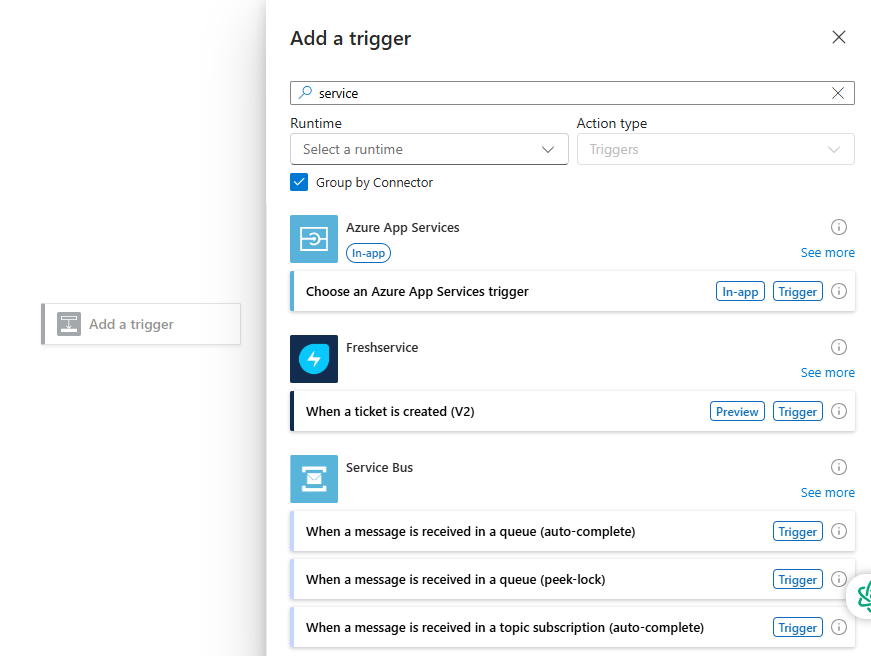 Add a trigger
service
Runtime
Action type
Select a runtime
Triggers
Group by Connector
Azure App Services
In-app
See more
Choose an Azure App Services trigger In-app Trigger
Freshservice
See more
When a ticket is created (V2) Preview Trigger
Service Bus
See more
When a message is received in a queue (auto-complete) Trigger
When a message is received in a queue (peek-lock) Trigger
When a message is received in a topic subscription (auto-complete) Trigger
Add a trigger